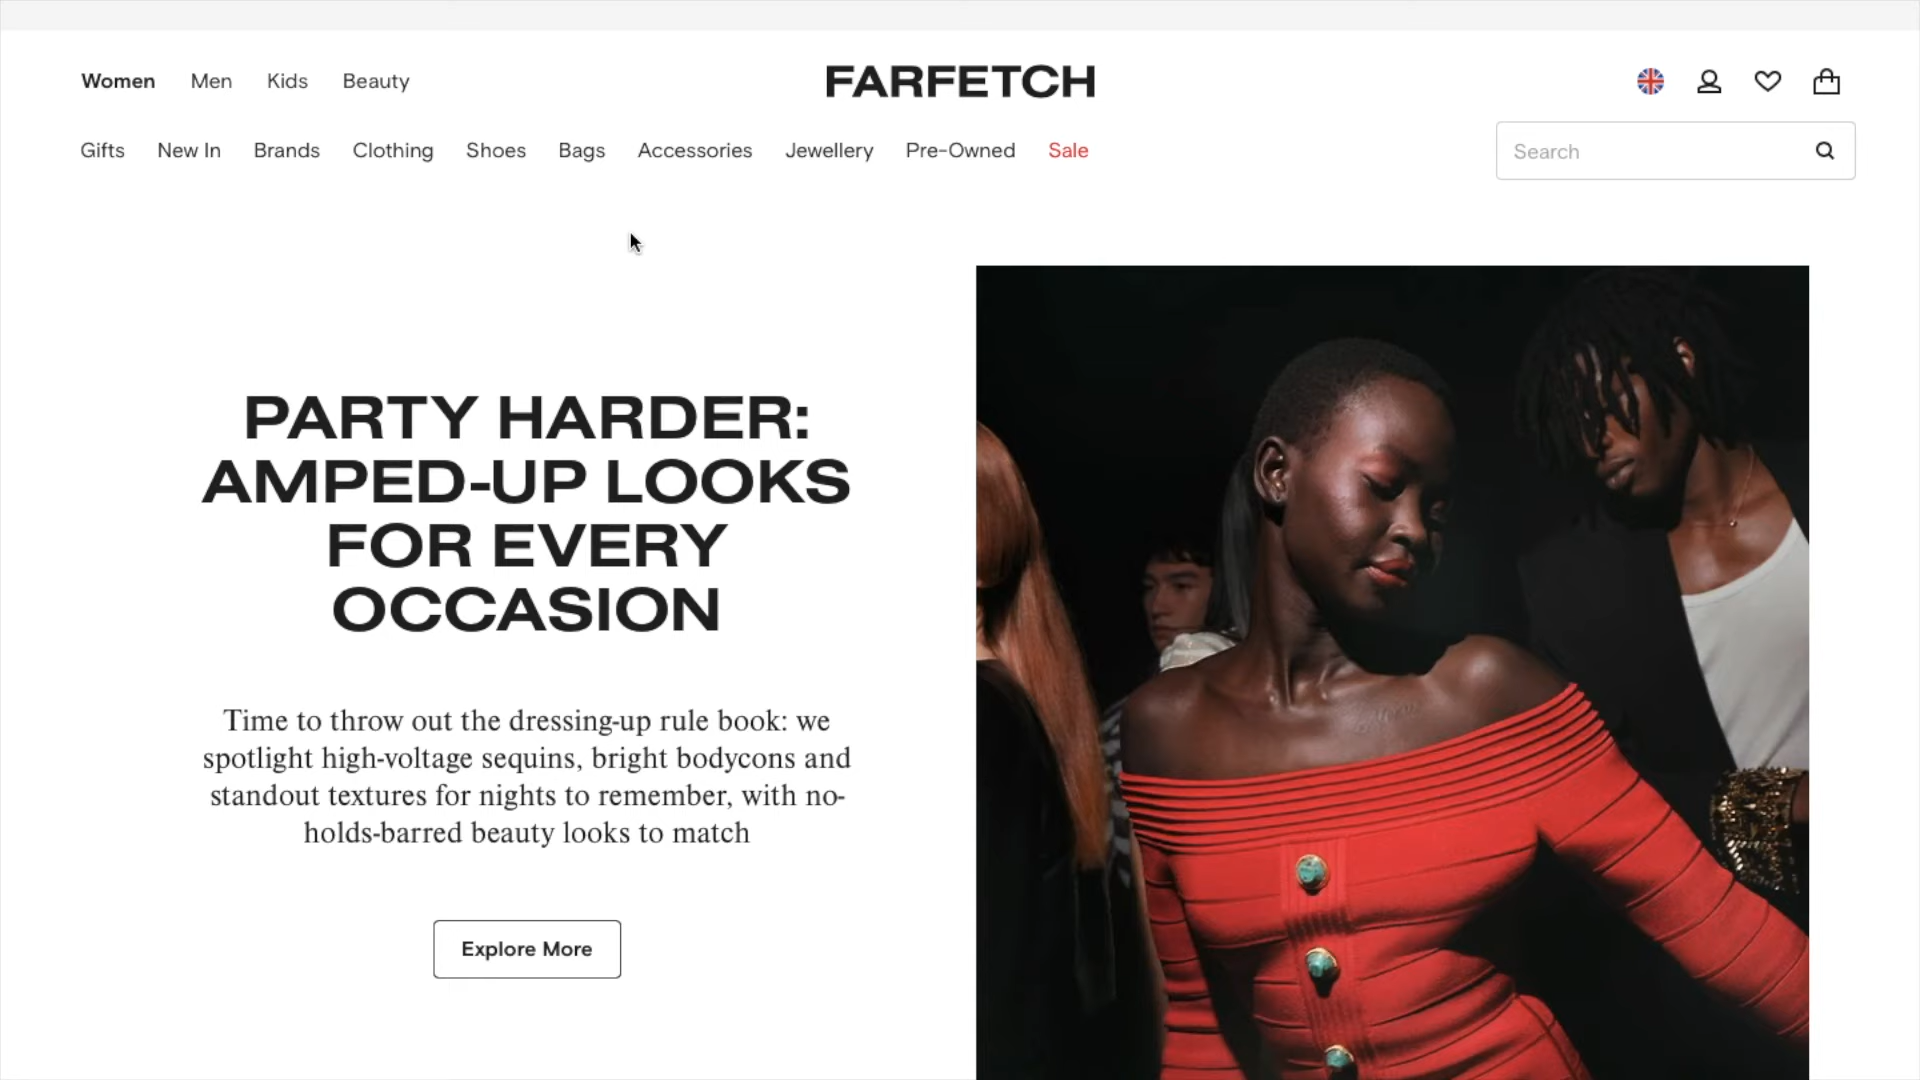 Women Men Kids Beauty
FARFETCH
Gifts New In Brands Clothing Shoes Bags Accessories Jewellery Pre-Owned Sale
Search
PARTY HARDER:
AMPED-UP LOOKS
FOR EVERY
OCCASION
Time to throw out the dressing-up rule book: we
spotlight high-voltage sequins, bright bodycons and
standout textures for nights to remember, with no-
holds-barred beauty looks to match
Explore More